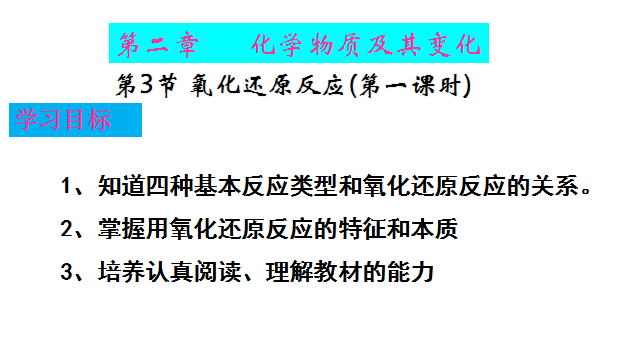 第二章 化学物质及其变化
第3节 氧化还原反应(第一课时)
学习目标
1、知道四种基本反应类型和氧化还原反应的关系。
2、掌握用氧化还原反应的特征和本质
3、培养认真阅读、理解教材的能力